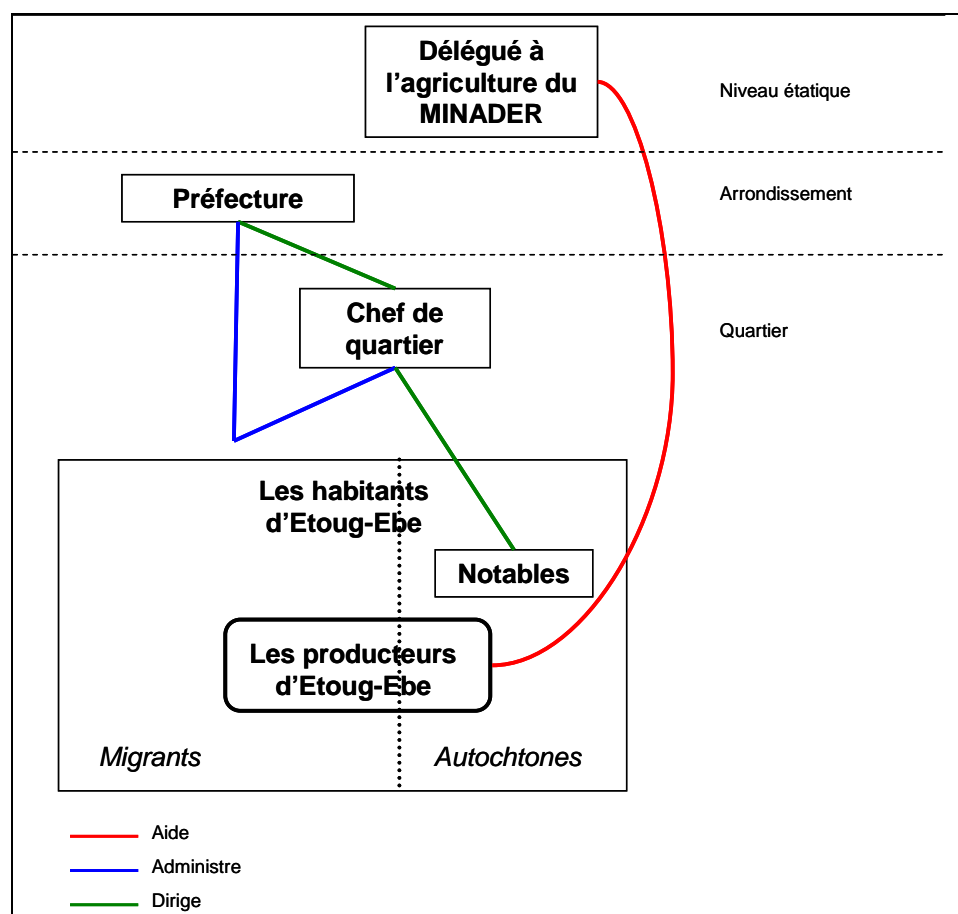 Délégué à
l'agriculture du
MINADER
Niveau étatique
Préfecture
Arrondissement
Chef de
quartier
Quartier
Les habitants
d'Etoug-Ebe
Notables
Les producteurs
d'Etoug-Ebe
Migrants
Autochtones
Aide
Administre
Dirige